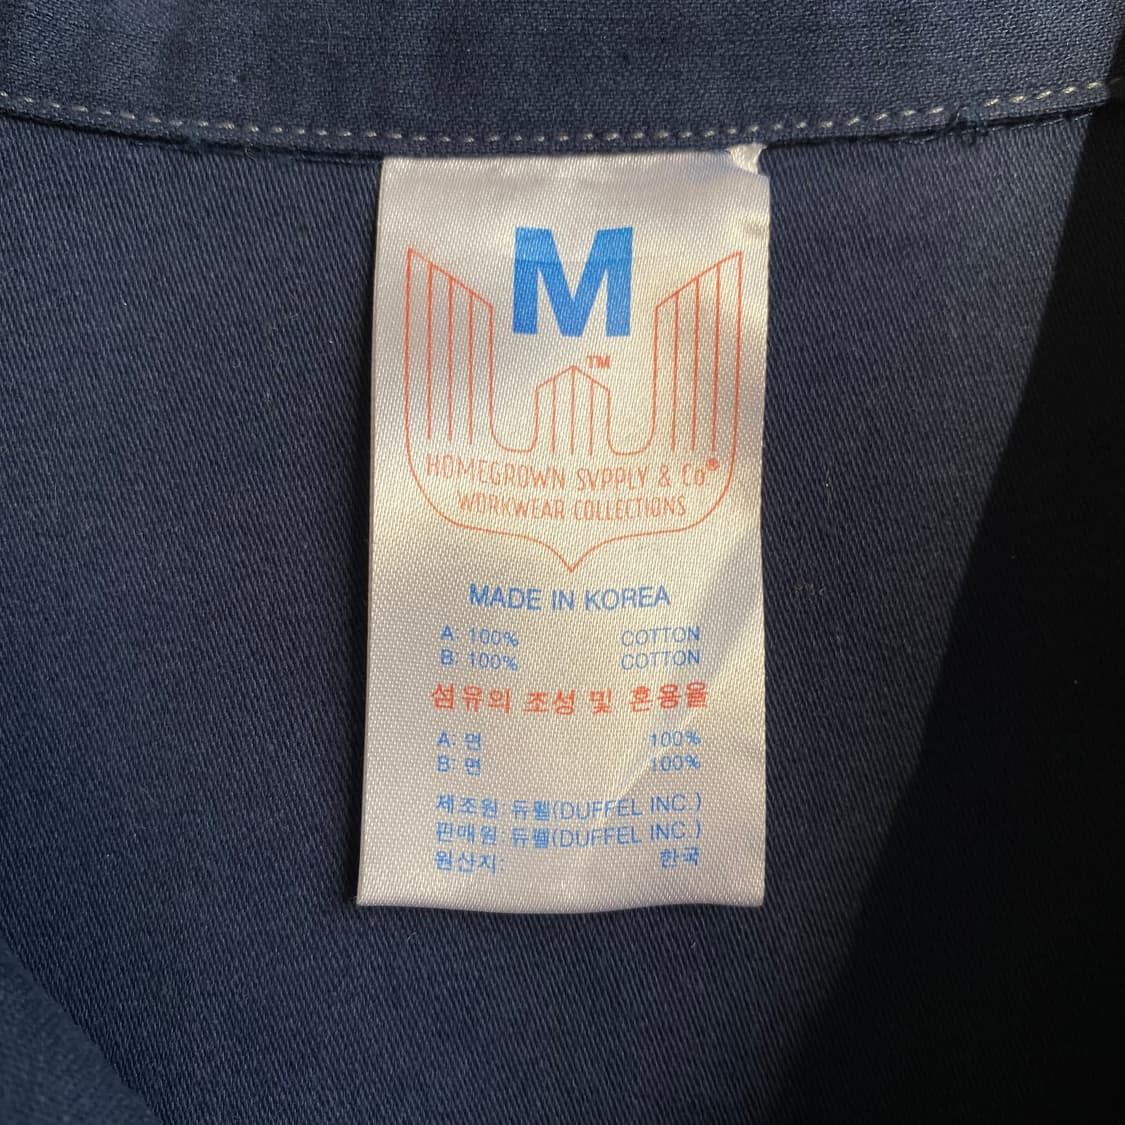 M
TM
HOMEGROWN SVPPLY & Co®
WORKWEAR COLLECTIONS
MADE IN KOREA
A: 100% COTTON
B: 100% COTTON
섬유의 조성 및 혼용율
A: 면 100%
B: 면 100%
제조원: 듀펠(DUFFEL INC.)
판매원: 듀펠(DUFFEL INC.)
원산지: 한국